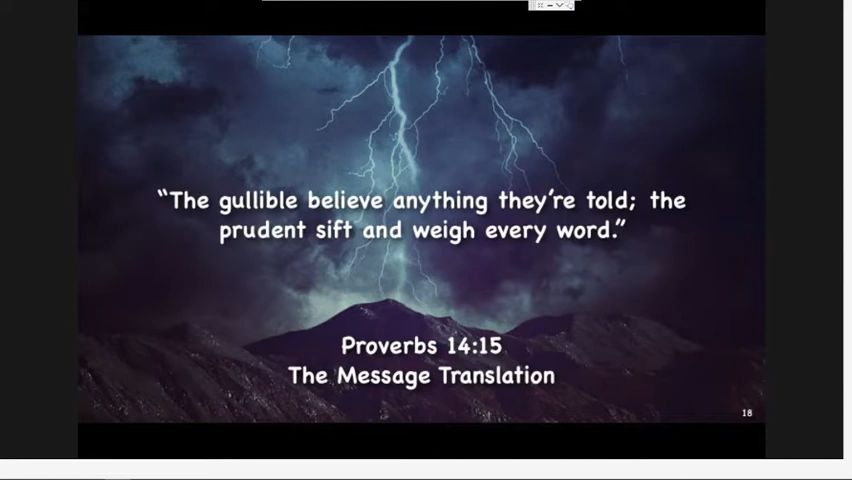 “The gullible believe anything they’re told; the
prudent sift and weigh every word.”
Proverbs 14:15
The Message Translation
18